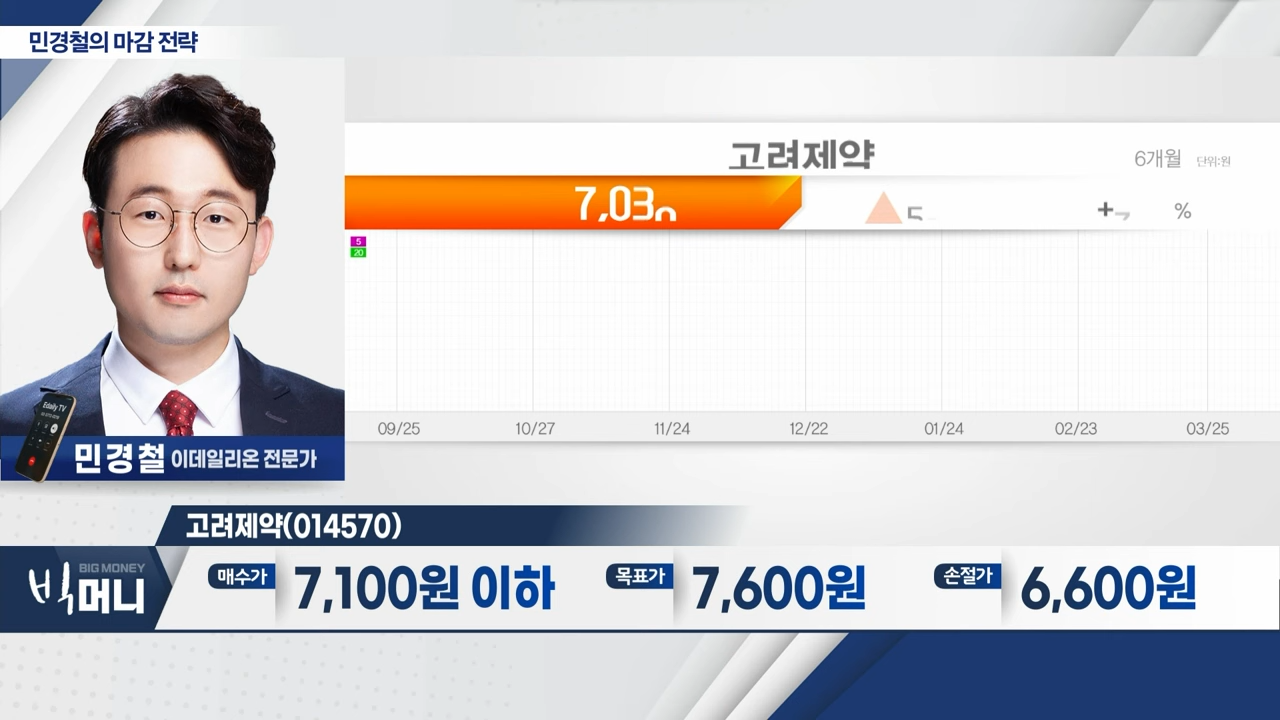 민경철의 마감 전략
고려제약
6개월 단위:원
7,03
%
5
20
09/25 10/27 11/24 12/22 01/24 02/23 03/25
Edaily TV
민경철 이데일리온 전문가
고려제약(014570)
빅머니 BIG MONEY
매수가 7,100원 이하 목표가 7,600원 손절가 6,600원